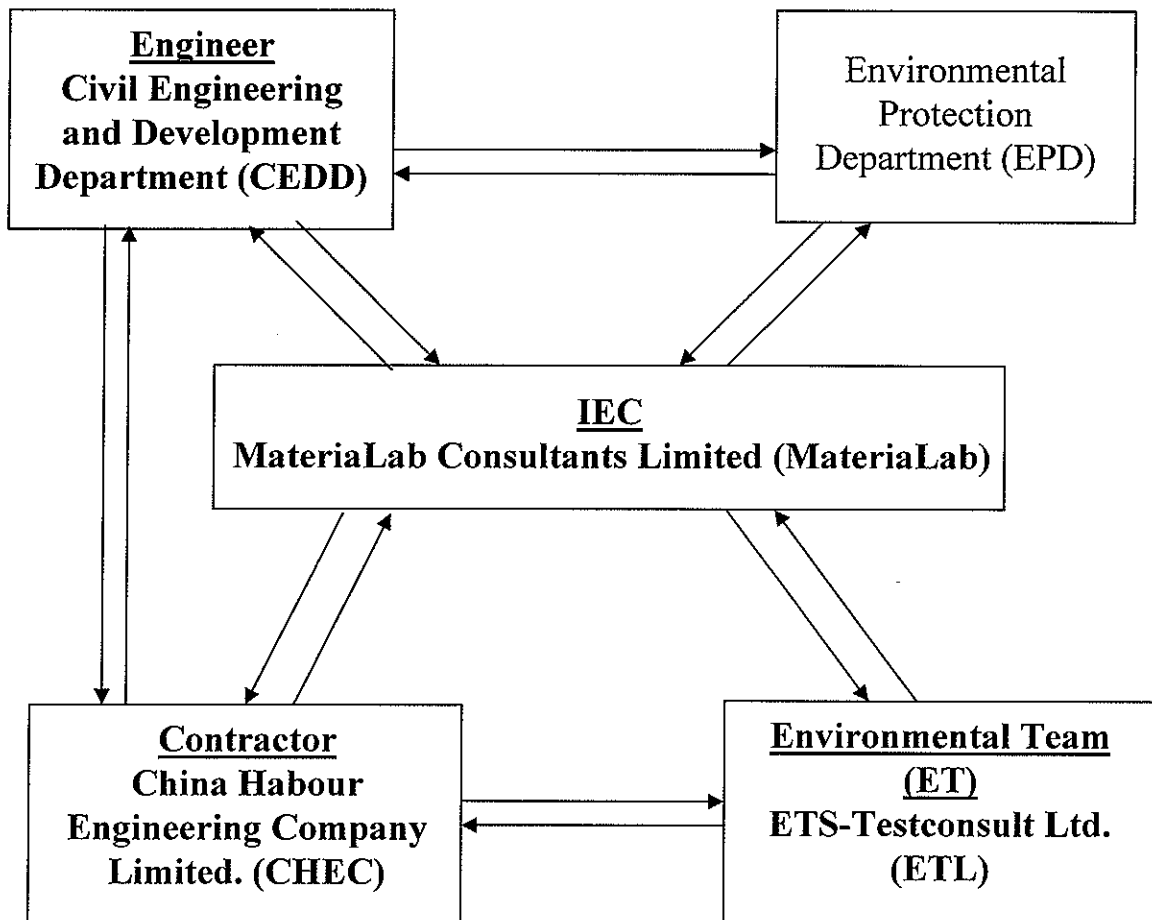 Engineer
Civil Engineering
and Development
Department (CEDD)
Environmental
Protection
Department (EPD)
IEC
MateriaLab Consultants Limited (MateriaLab)
Contractor
China Habour
Engineering Company
Limited. (CHEC)
Environmental Team
(ET)
ETS-Testconsult Ltd.
(ETL)